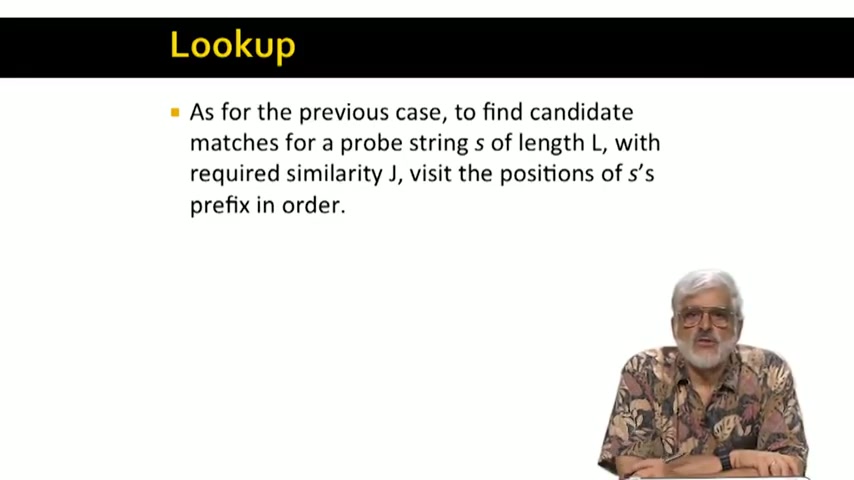 Lookup
As for the previous case, to find candidate
matches for a probe string s of length L, with
required similarity J, visit the positions of s’s
prefix in order.